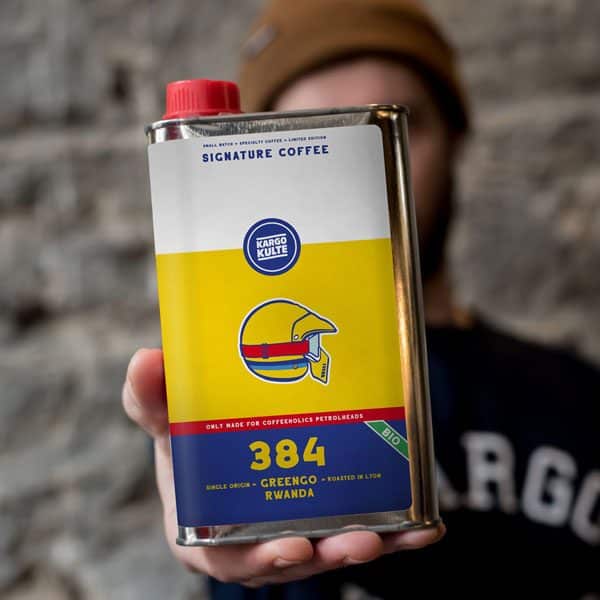 SMALL BATCH + SPECIALTY COFFEE + LIMITED EDITION
SIGNATURE COFFEE
KARGO
KULTE
ONLY MADE FOR COFFEEHOLICS PETROLHEADS
BIO
384
SINGLE ORIGIN - GREENGO - ROASTED IN LYON
RWANDA
ARGO